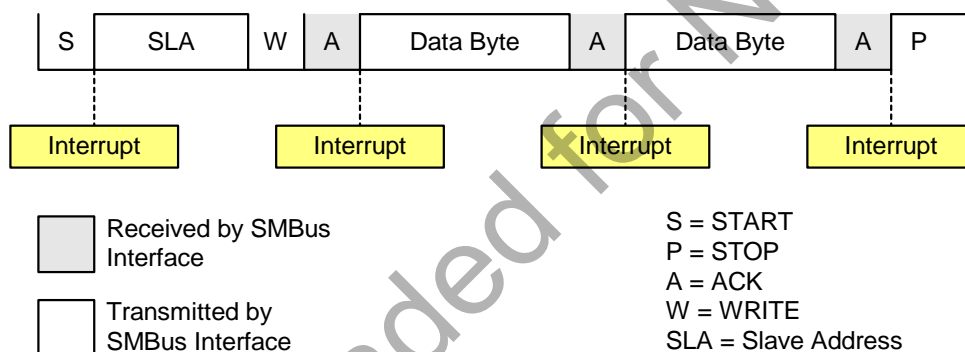 S SLA W A Data Byte A Data Byte A P
Interrupt Interrupt Interrupt Interrupt
Received by SMBus
Interface
Transmitted by
SMBus Interface
S = START
P = STOP
A = ACK
W = WRITE
SLA = Slave Address